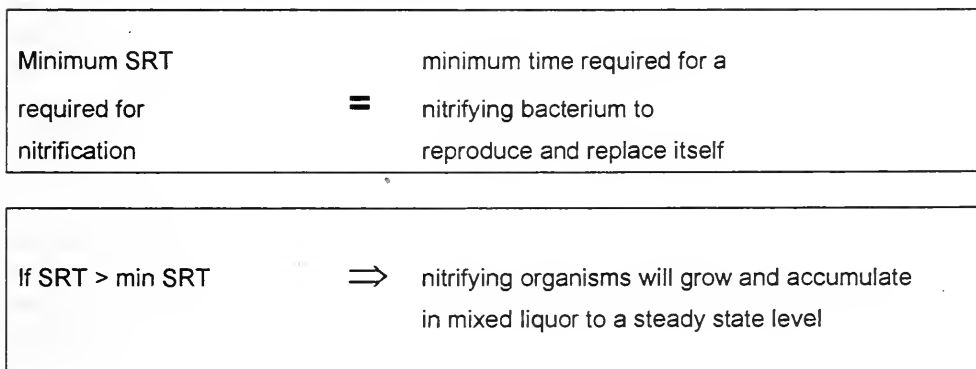 Minimum SRT minimum time required for a
required for = nitrifying bacterium to
nitrification reproduce and replace itself
If SRT > min SRT ⇒ nitrifying organisms will grow and accumulate
in mixed liquor to a steady state level